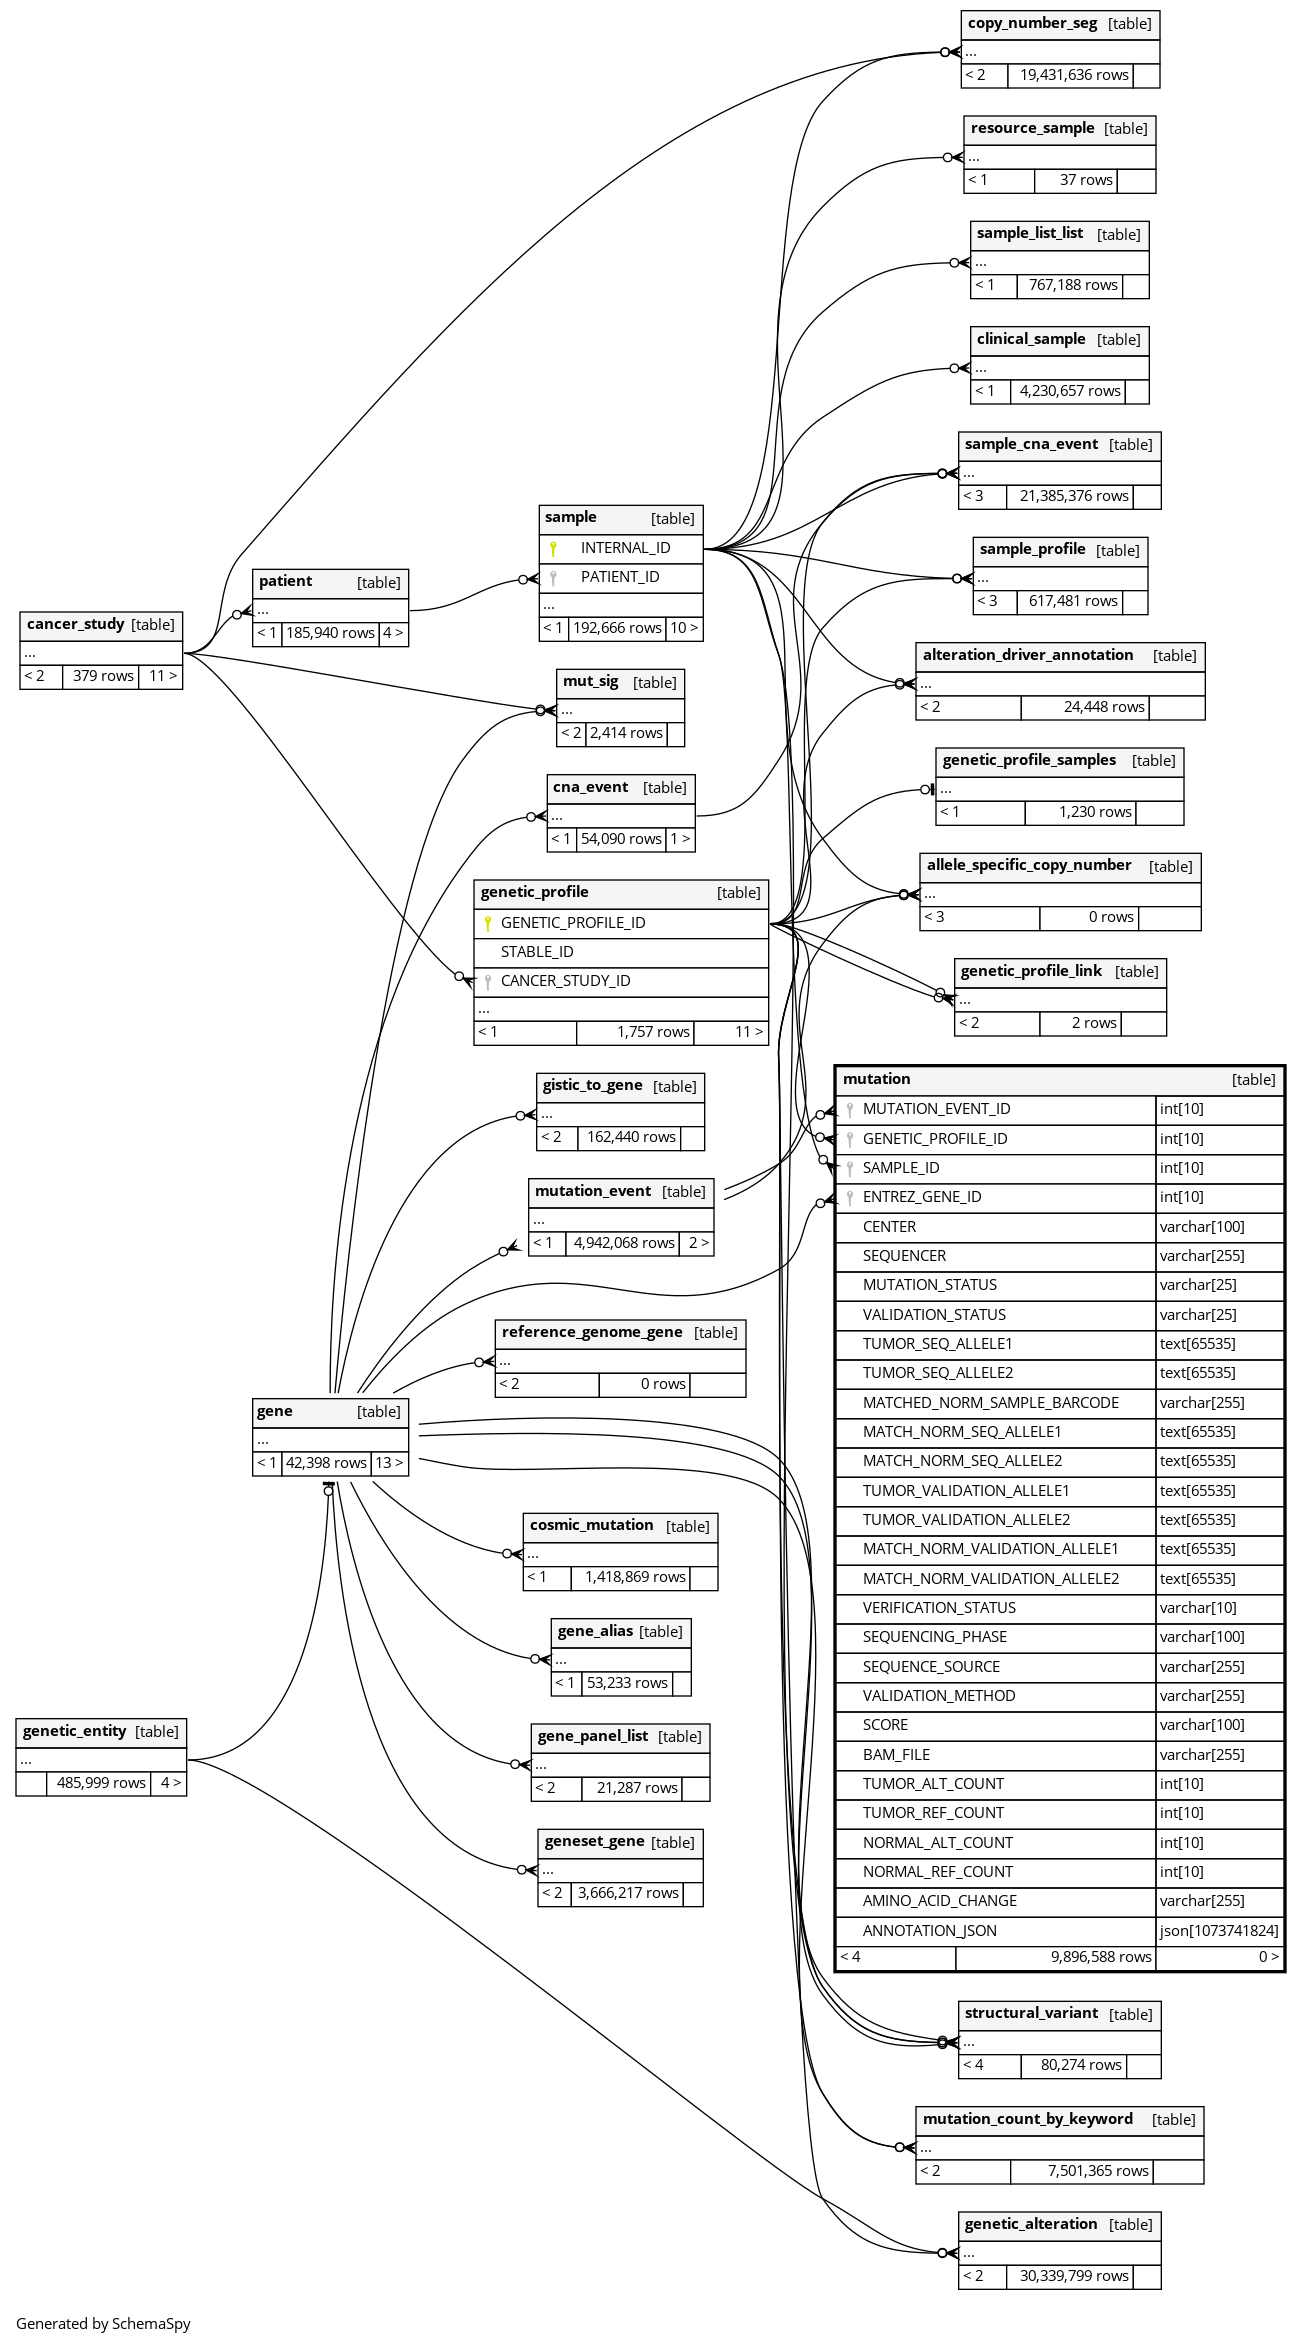 copy_number_seg [table]
...
< 2 19,431,636 rows
resource_sample [table]
...
< 1 37 rows
sample_list_list [table]
...
< 1 767,188 rows
clinical_sample [table]
...
< 1 4,230,657 rows
sample_cna_event [table]
...
< 3 21,385,376 rows
sample [table]
INTERNAL_ID
PATIENT_ID
...
< 1 192,666 rows 10 >
sample_profile [table]
...
< 3 617,481 rows
patient [table]
...
< 1 185,940 rows 4 >
cancer_study [table]
...
< 2 379 rows 11 >
alteration_driver_annotation [table]
...
< 2 24,448 rows
mut_sig [table]
...
< 2 2,414 rows
genetic_profile_samples [table]
...
< 1 1,230 rows
cna_event [table]
...
< 1 54,090 rows 1 >
allele_specific_copy_number [table]
...
< 3 0 rows
genetic_profile [table]
GENETIC_PROFILE_ID
STABLE_ID
CANCER_STUDY_ID
...
< 1 1,757 rows 11 >
genetic_profile_link [table]
...
< 2 2 rows
gistic_to_gene [table]
...
< 2 162,440 rows
mutation_event [table]
...
< 1 4,942,068 rows 2 >
mutation [table]
MUTATION_EVENT_ID int[10]
GENETIC_PROFILE_ID int[10]
SAMPLE_ID int[10]
ENTREZ_GENE_ID int[10]
CENTER varchar[100]
SEQUENCER varchar[255]
MUTATION_STATUS varchar[25]
VALIDATION_STATUS varchar[25]
TUMOR_SEQ_ALLELE1 text[65535]
TUMOR_SEQ_ALLELE2 text[65535]
MATCHED_NORM_SAMPLE_BARCODE varchar[255]
MATCH_NORM_SEQ_ALLELE1 text[65535]
MATCH_NORM_SEQ_ALLELE2 text[65535]
TUMOR_VALIDATION_ALLELE1 text[65535]
TUMOR_VALIDATION_ALLELE2 text[65535]
MATCH_NORM_VALIDATION_ALLELE1 text[65535]
MATCH_NORM_VALIDATION_ALLELE2 text[65535]
VERIFICATION_STATUS varchar[10]
SEQUENCING_PHASE varchar[100]
SEQUENCE_SOURCE varchar[255]
VALIDATION_METHOD varchar[255]
SCORE varchar[100]
BAM_FILE varchar[255]
TUMOR_ALT_COUNT int[10]
TUMOR_REF_COUNT int[10]
NORMAL_ALT_COUNT int[10]
NORMAL_REF_COUNT int[10]
AMINO_ACID_CHANGE varchar[255]
ANNOTATION_JSON json[1073741824]
< 4 9,896,588 rows 0 >
reference_genome_gene [table]
...
< 2 0 rows
gene [table]
...
< 1 42,398 rows 13 >
cosmic_mutation [table]
...
< 1 1,418,869 rows
gene_alias [table]
...
< 1 53,233 rows
genetic_entity [table]
...
485,999 rows 4 >
gene_panel_list [table]
...
< 2 21,287 rows
geneset_gene [table]
...
< 2 3,666,217 rows
structural_variant [table]
...
< 4 80,274 rows
mutation_count_by_keyword [table]
...
< 2 7,501,365 rows
genetic_alteration [table]
...
< 2 30,339,799 rows
Generated by SchemaSpy